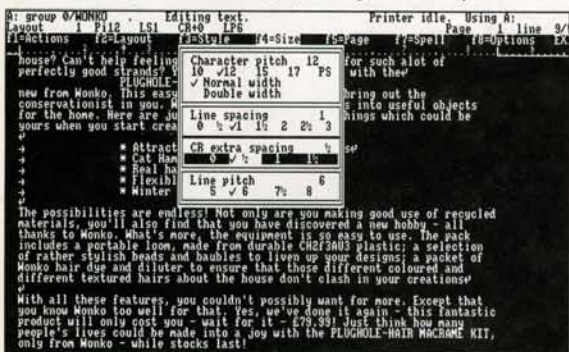 A: group 0/WONKO . Editing text. Printer idle. Using A:
Layout 1 Pi12 LS1 CR+0 LP6 Page 1 line 9/
f1=Actions f2=Layout f3=Style f4=Size f5=Page f7=Spell f8=Options EX
house? Can't help feeling for such alot of
perfectly good strands? with the↵
PLUGHOLE-
new from Wonko. This easy bring out the
conservationist in you. into useful objects
for the home. Here are ju hings which could be
yours when you start crea
Character pitch 12
10 ✓12 15 17 PS
✓ Normal width
Double width
Line spacing 1
0 ½ ✓1 1½ 2 2½ 3
CR extra spacing ½
0 ✓ ½ 1 1½
Line pitch 6
5 ✓ 6 7½ 8
* Attract
* Cat Ham
* Real ha
* Flexibl
* Winter
The possibilities are endless! Not only are you making good use of recycled
materials, you'll also find that you have discovered a new hobby - all
thanks to Wonko. What's more, the equipment is so easy to use. The pack
includes a portable loom, made from durable CH2F3AU3 plastic; a selection
of rather stylish beads and baubles to liven up your designs; a packet of
Wonko hair dye and diluter to ensure that those different coloured and
different textured hairs about the house don't clash in your creations↵
With all these features, you couldn't possibly want for more. Except that
you know Wonko too well for that. Yes, we've done it again - this fantastic
product will only cost you - wait for it - £79.99! Just think how many
people's lives could be made into a joy with the PLUGHOLE-HAIR MACRAME KIT,
only from Wonko - while stocks last!